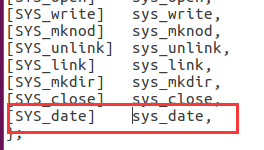 [SYS_open] sys_open,
[SYS_write] sys_write,
[SYS_mknod] sys_mknod,
[SYS_unlink] sys_unlink,
[SYS_link] sys_link,
[SYS_mkdir] sys_mkdir,
[SYS_close] sys_close,
[SYS_date] sys_date,
};